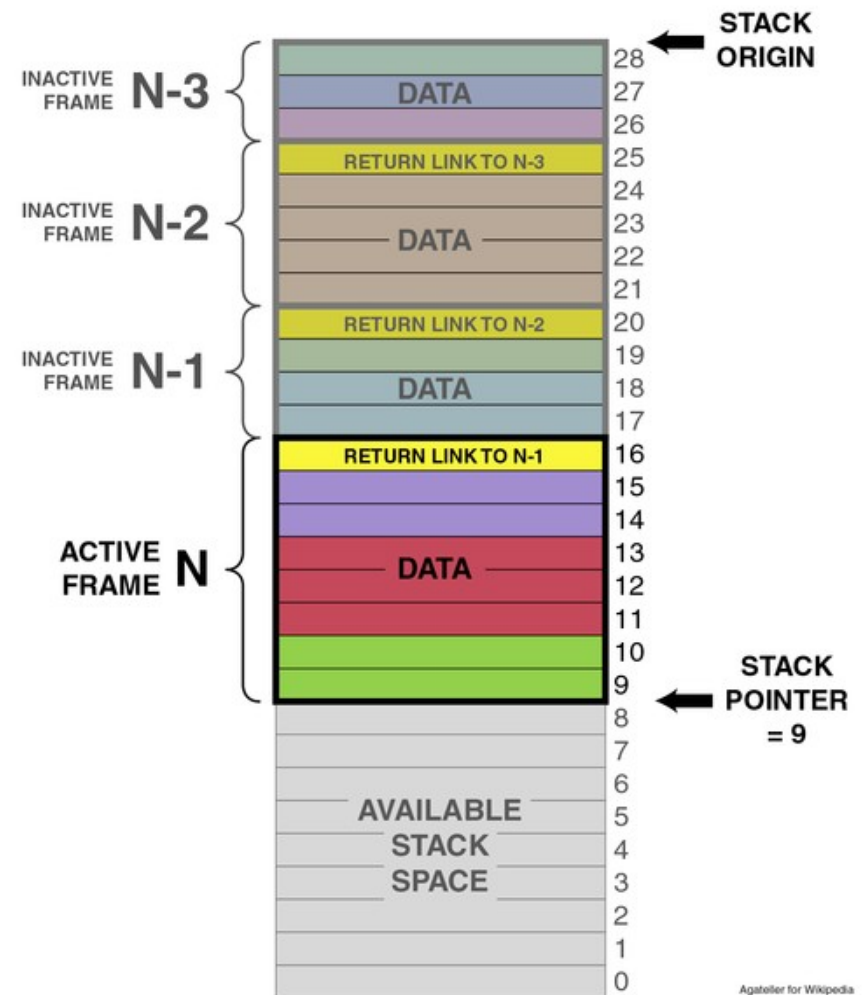 STACK
ORIGIN
28
INACTIVE
FRAME N-3
DATA
27
26
RETURN LINK TO N-3
25
24
INACTIVE
FRAME N-2
23
DATA
22
21
RETURN LINK TO N-2
20
19
INACTIVE
FRAME N-1
DATA
18
17
RETURN LINK TO N-1
16
15
14
ACTIVE
FRAME N
13
DATA
12
11
10
9
STACK
POINTER
= 9
8
7
6
AVAILABLE
5
STACK
4
SPACE
3
2
1
0
Agateller for Wikipedia